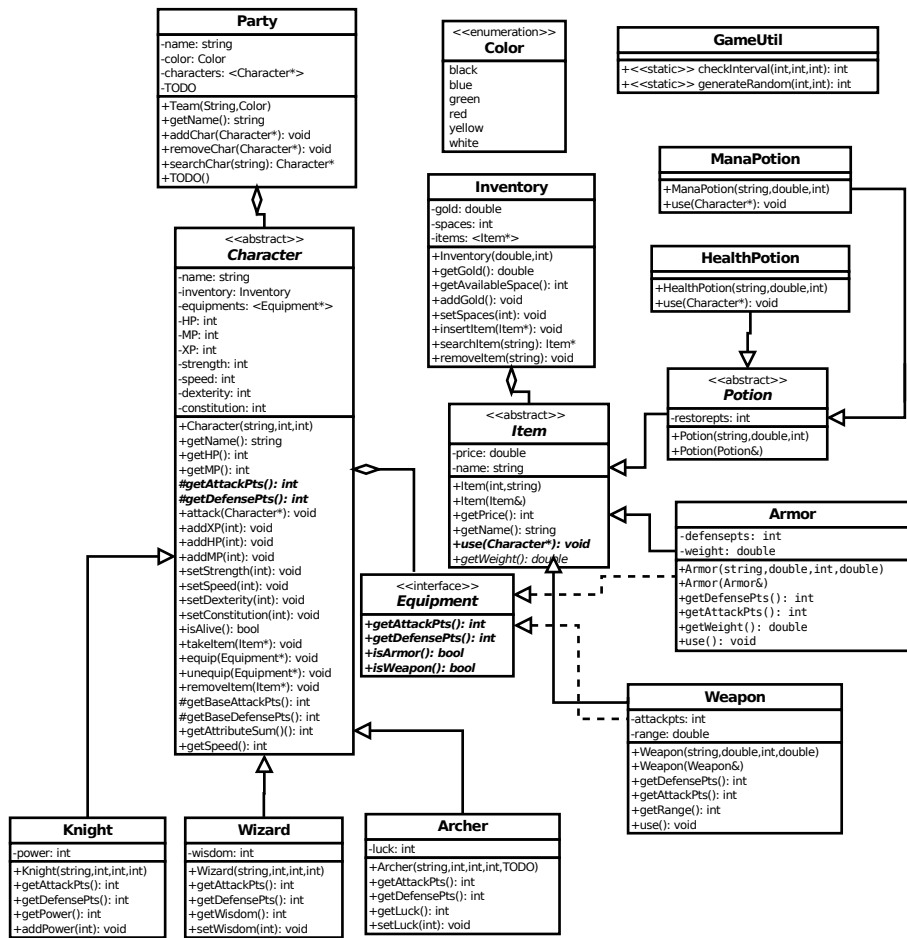 Party
-name: string
-color: Color
-characters: <Character*>
-TODO
+Team(String,Color)
+getName(): string
+addChar(Character*): void
+removeChar(Character*): void
+searchChar(string): Character*
+TODO()
<<enumeration>>
Color
black
blue
green
red
yellow
white
GameUtil
+<<static>> checkInterval(int,int,int): int
+<<static>> generateRandom(int,int): int
ManaPotion
+ManaPotion(string,double,int)
+use(Character*): void
Inventory
-gold: double
-spaces: int
-items: <Item*>
+Inventory(double,int)
+getGold(): double
+getAvailableSpace(): int
+addGold(): void
+setSpaces(int): void
+insertItem(Item*): void
+searchItem(string): Item*
+removeItem(string): void
<<abstract>>
Character
-name: string
-inventory: Inventory
-equipments: <Equipment*>
-HP: int
-MP: int
-XP: int
-strength: int
-speed: int
-dexterity: int
-constitution: int
+Character(string,int,int)
+getName(): string
+getHP(): int
+getMP(): int
#getAttackPts(): int
#getDefensePts(): int
+attack(Character*): void
+addXP(int): void
+addHP(int): void
+addMP(int): void
+setStrength(int): void
+setSpeed(int): void
+setDexterity(int): void
+setConstitution(int): void
+isAlive(): bool
+takeItem(Item*): void
+equip(Equipment*): void
+unequip(Equipment*): void
+removeItem(Item*): void
#getBaseAttackPts(): int
#getBaseDefensePts(): int
+getAttributeSum()(): int
+getSpeed(): int
HealthPotion
+HealthPotion(string,double,int)
+use(Character*): void
<<abstract>>
Potion
-restorepts: int
+Potion(string,double,int)
+Potion(Potion&)
<<abstract>>
Item
-price: double
-name: string
+Item(int,string)
+Item(Item&)
+getPrice(): int
+getName(): string
+use(Character*): void
+getWeight(): double
Armor
-defensepts: int
-weight: double
+Armor(string,double,int,double)
+Armor(Armor&)
+getDefensePts(): int
+getAttackPts(): int
+getWeight(): double
+use(): void
<<interface>>
Equipment
+getAttackPts(): int
+getDefensePts(): int
+isArmor(): bool
+isWeapon(): bool
Weapon
-attackpts: int
-range: double
+Weapon(string,double,int,double)
+Weapon(Weapon&)
+getDefensePts(): int
+getAttackPts(): int
+getRange(): int
+use(): void
Knight
-power: int
+Knight(string,int,int,int)
+getAttackPts(): int
+getDefensePts(): int
+getPower(): int
+addPower(int): void
Wizard
-wisdom: int
+Wizard(string,int,int,int)
+getAttackPts(): int
+getDefensePts(): int
+getWisdom(): int
+setWisdom(int): void
Archer
-luck: int
+Archer(string,int,int,int,TODO)
+getAttackPts(): int
+getDefensePts(): int
+getLuck(): int
+setLuck(int): void